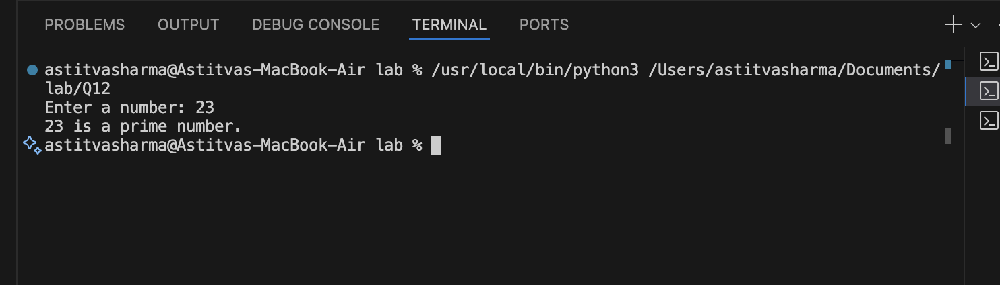 PROBLEMS OUTPUT DEBUG CONSOLE TERMINAL PORTS
astitvasharma@Astitvas-MacBook-Air lab % /usr/local/bin/python3 /Users/astitvasharma/Documents/
lab/Q12
Enter a number: 23
23 is a prime number.
astitvasharma@Astitvas-MacBook-Air lab %